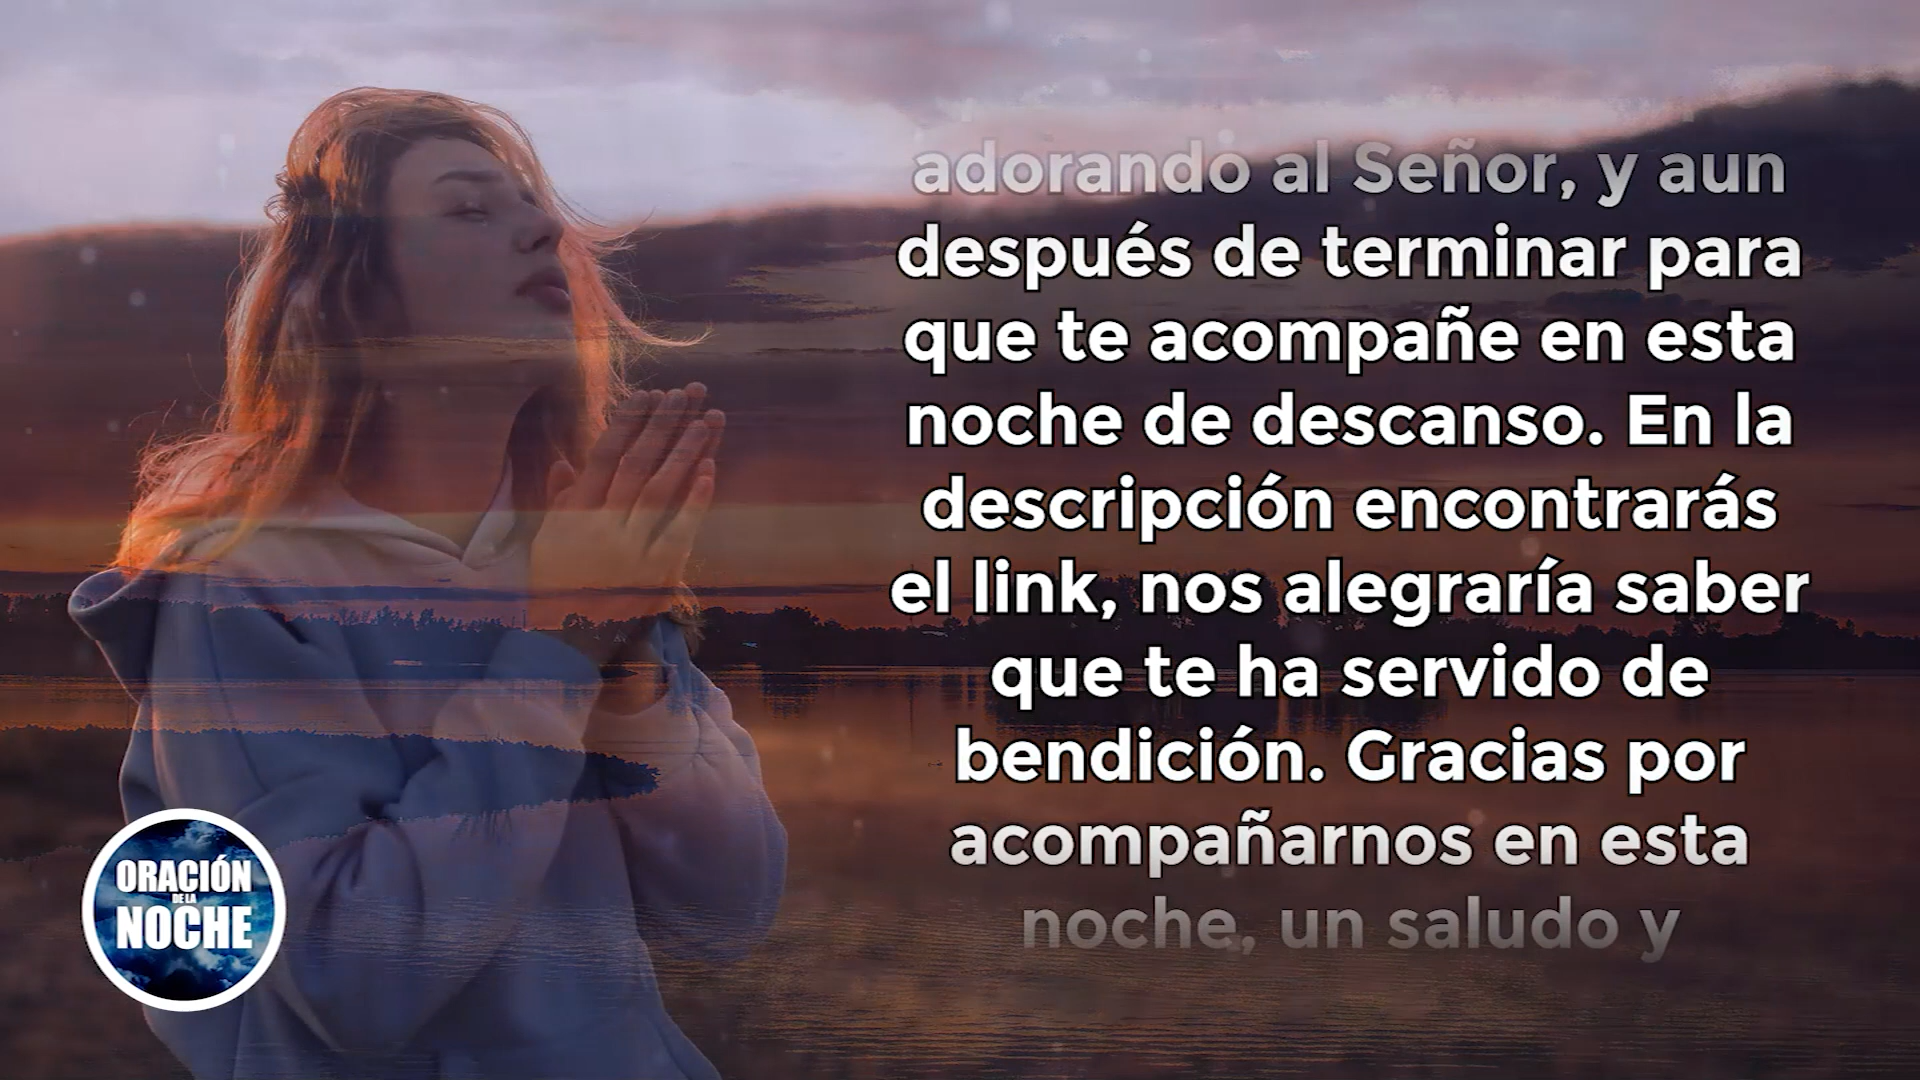 adorando al Señor, y aun
después de terminar para
que te acompañe en esta
noche de descanso. En la
descripción encontrarás
el link, nos alegraría saber
que te ha servido de
bendición. Gracias por
acompañarnos en esta
noche, un saludo y
ORACIÓN
DE LA
NOCHE